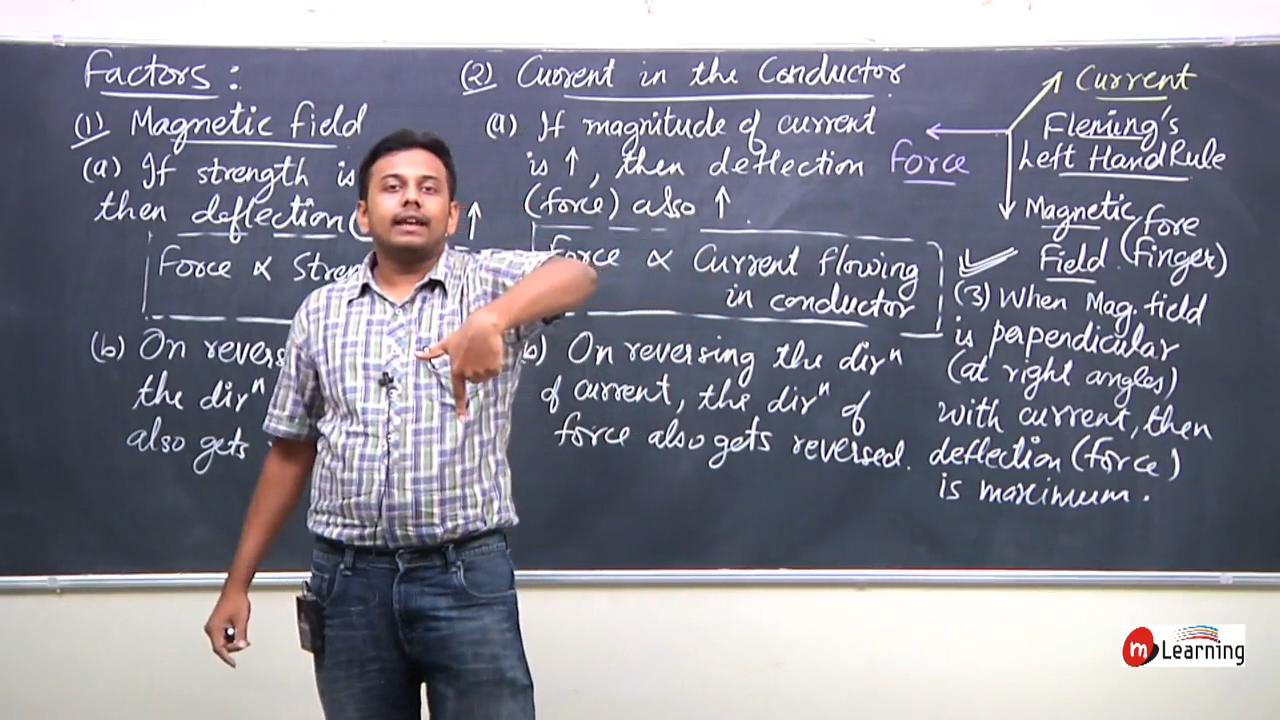 Factors :
(1) Magnetic field
(a) If strength is
then deflection ( ↑
Force ∝
(b) On
the dirⁿ
also gets
(2) Current in the Conductor
(a) If magnitude of current
is ↑, then deflection
(force) also ↑.
Force ∝ Current flowing
in conductor
b) On reversing the dirⁿ
of current, the dirⁿ of
force also gets reversed.
Current
Fleming's
Left Hand Rule
Force
Magnetic
Field
fore
(finger)
(3) When Mag. field
is perpendicular
(at right angles)
with current, then
deflection (force)
is maximum.
m Learning